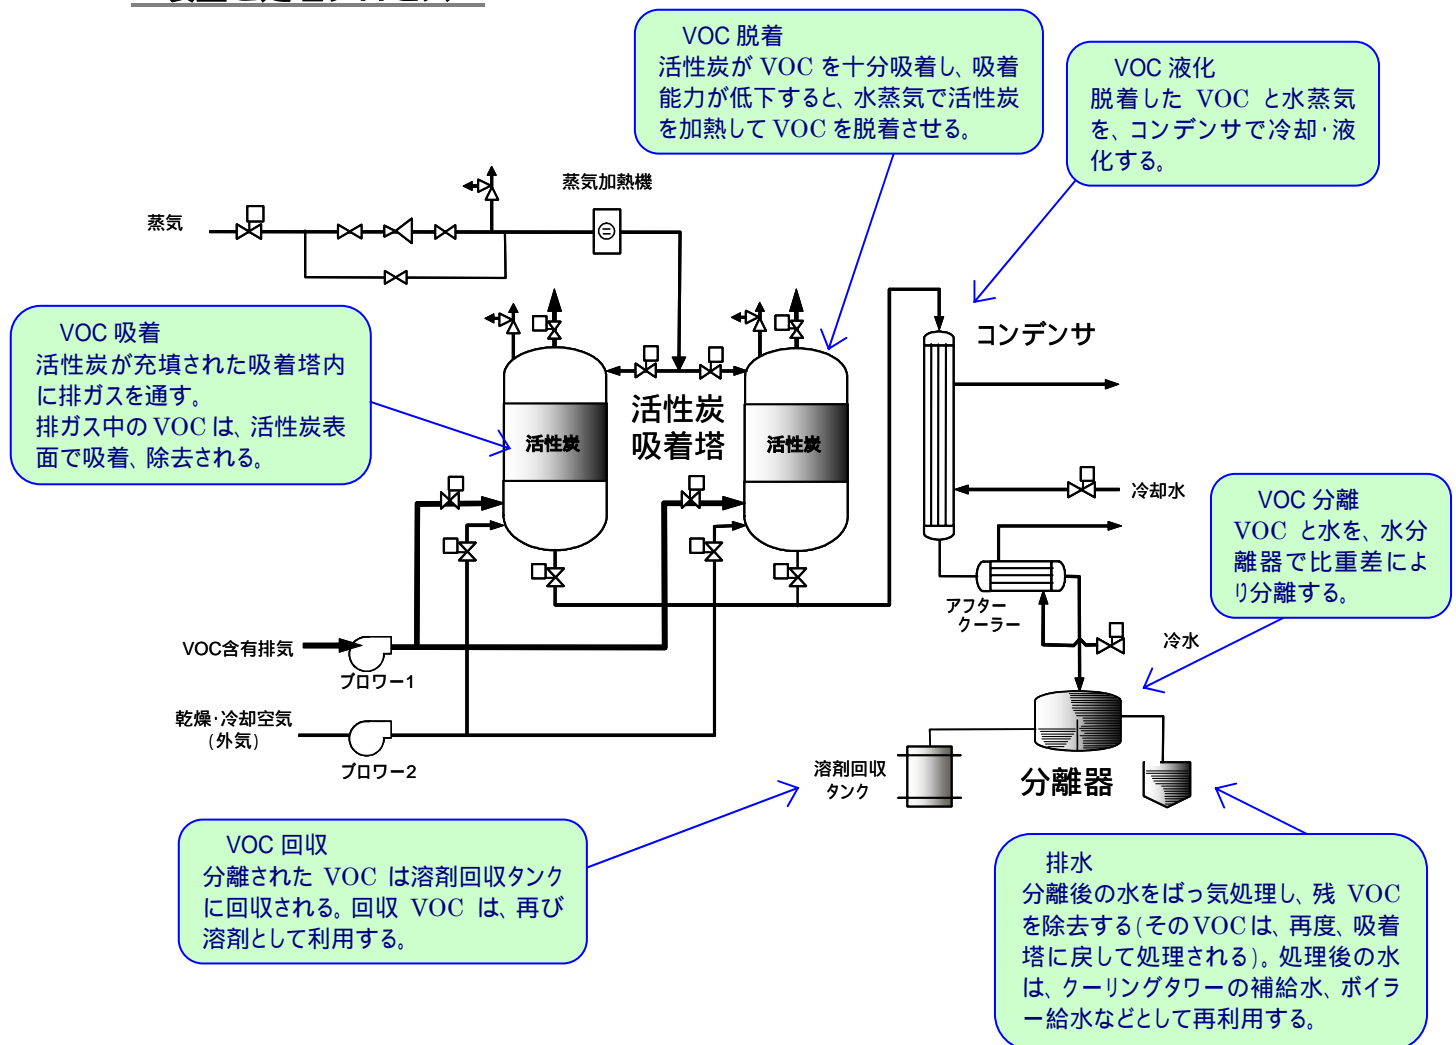 VOC 脱着
活性炭が VOC を十分吸着し、吸着
能力が低下すると、水蒸気で活性炭
を加熱して VOC を脱着させる。
VOC 液化
脱着した VOC と水蒸気
を、コンデンサで冷却・液
化する。
蒸気加熱機
蒸気
VOC 吸着
活性炭が充填された吸着塔内
に排ガスを通す。
排ガス中の VOC は、活性炭表
面で吸着、除去される。
コンデンサ
活性炭
吸着塔
活性炭
活性炭
冷却水
VOC 分離
VOC と水を、水分
離器で比重差によ
り分離する。
アフター
クーラー
冷水
VOC含有排気
ブロワー1
乾燥・冷却空気
(外気)
ブロワー2
溶剤回収
タンク
分離器
VOC 回収
分離された VOC は溶剤回収タンク
に回収される。回収 VOC は、再び
溶剤として利用する。
排水
分離後の水をばっ気処理し、残 VOC
を除去する(そのVOCは、再度、吸着
塔に戻して処理される)。処理後の水
は、クーリングタワーの補給水、ボイラ
ー給水などとして再利用する。